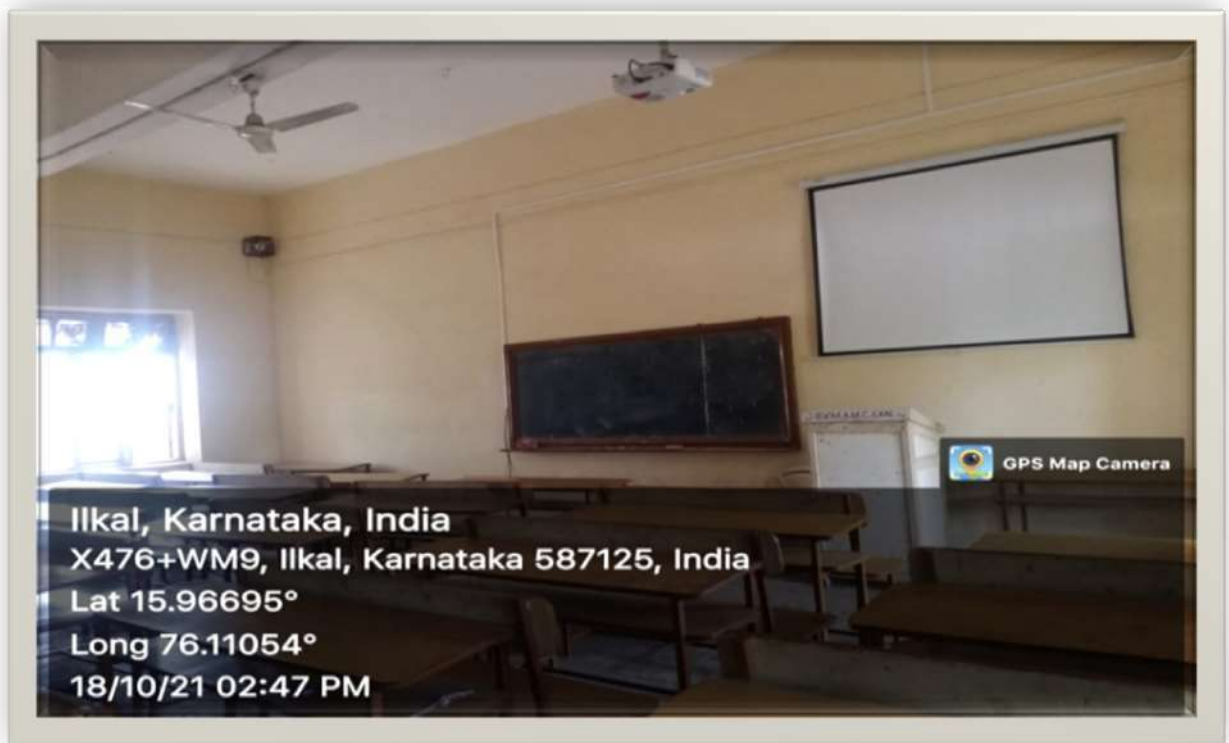 GPS Map Camera
Ilkal, Karnataka, India
X476+WM9, Ilkal, Karnataka 587125, India
Lat 15.96695°
Long 76.11054°
18/10/21 02:47 PM